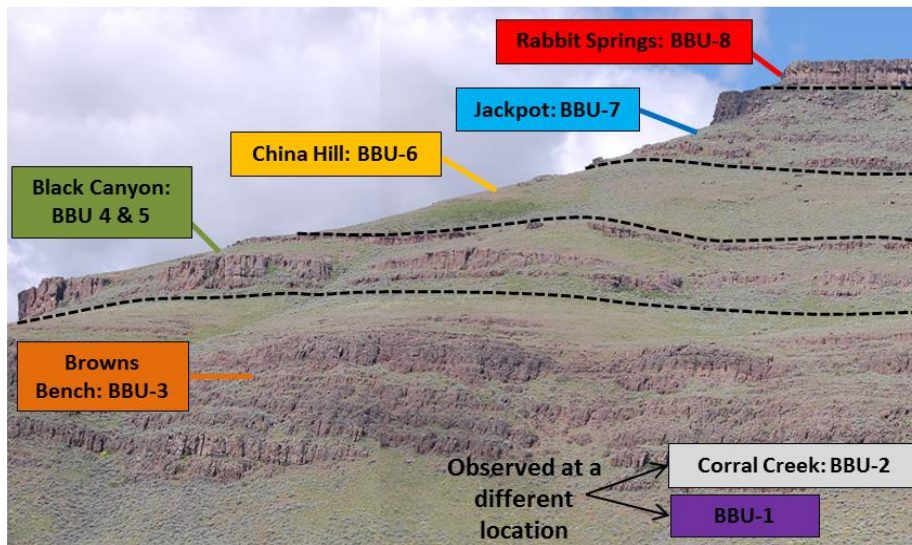 Rabbit Springs: BBU-8
Jackpot: BBU-7
China Hill: BBU-6
Black Canyon:
BBU 4 & 5
Browns
Bench: BBU-3
Observed at a
different
location
Corral Creek: BBU-2
BBU-1